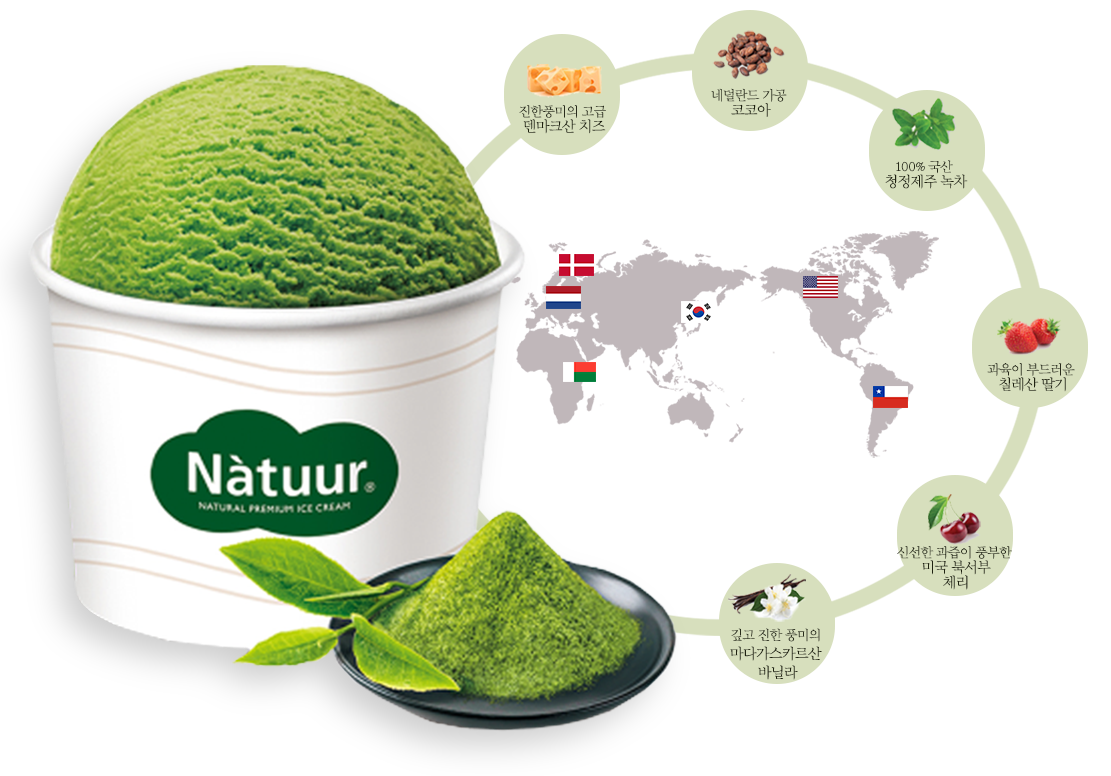 진한풍미의 고급
덴마크산 치즈
네덜란드 가공
코코아
100% 국산
청정제주 녹차
과육이 부드러운
칠레산 딸기
신선한 과즙이 풍부한
미국 북서부
체리
깊고 진한 풍미의
마다가스카르산
바닐라
Nàtuur®
NATURAL PREMIUM ICE CREAM